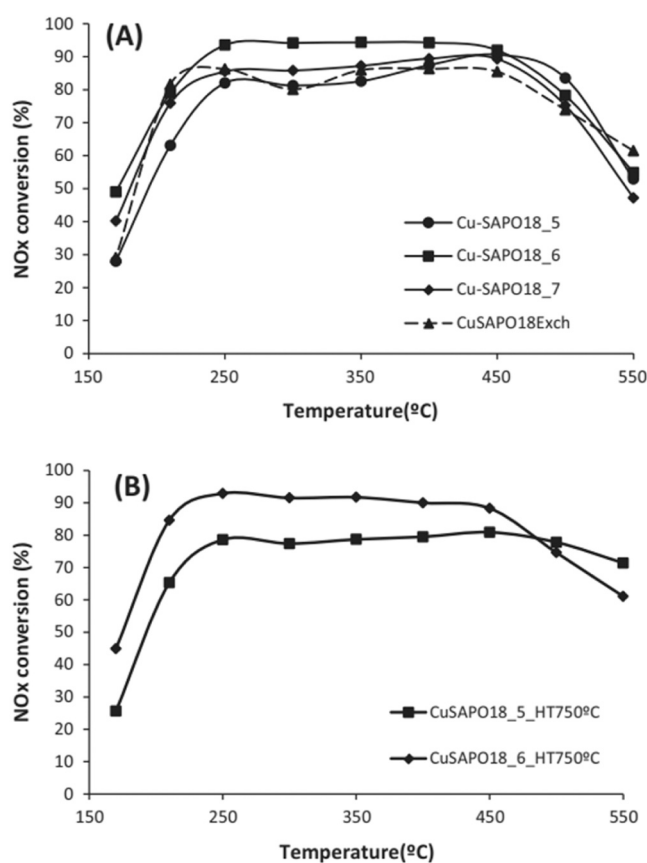 (A)
100
90
80
70
60
50
40
30
20
10
0
NOx conversion (%)
Cu-SAPO18_5
Cu-SAPO18_6
Cu-SAPO18_7
CuSAPO18Exch
150 250 350 450 550
Temperature(ºC)
(B)
100
90
80
70
60
50
40
30
20
10
0
NOx conversion (%)
CuSAPO18_5_HT750ºC
CuSAPO18_6_HT750ºC
150 250 350 450 550
Temperature(ºC)